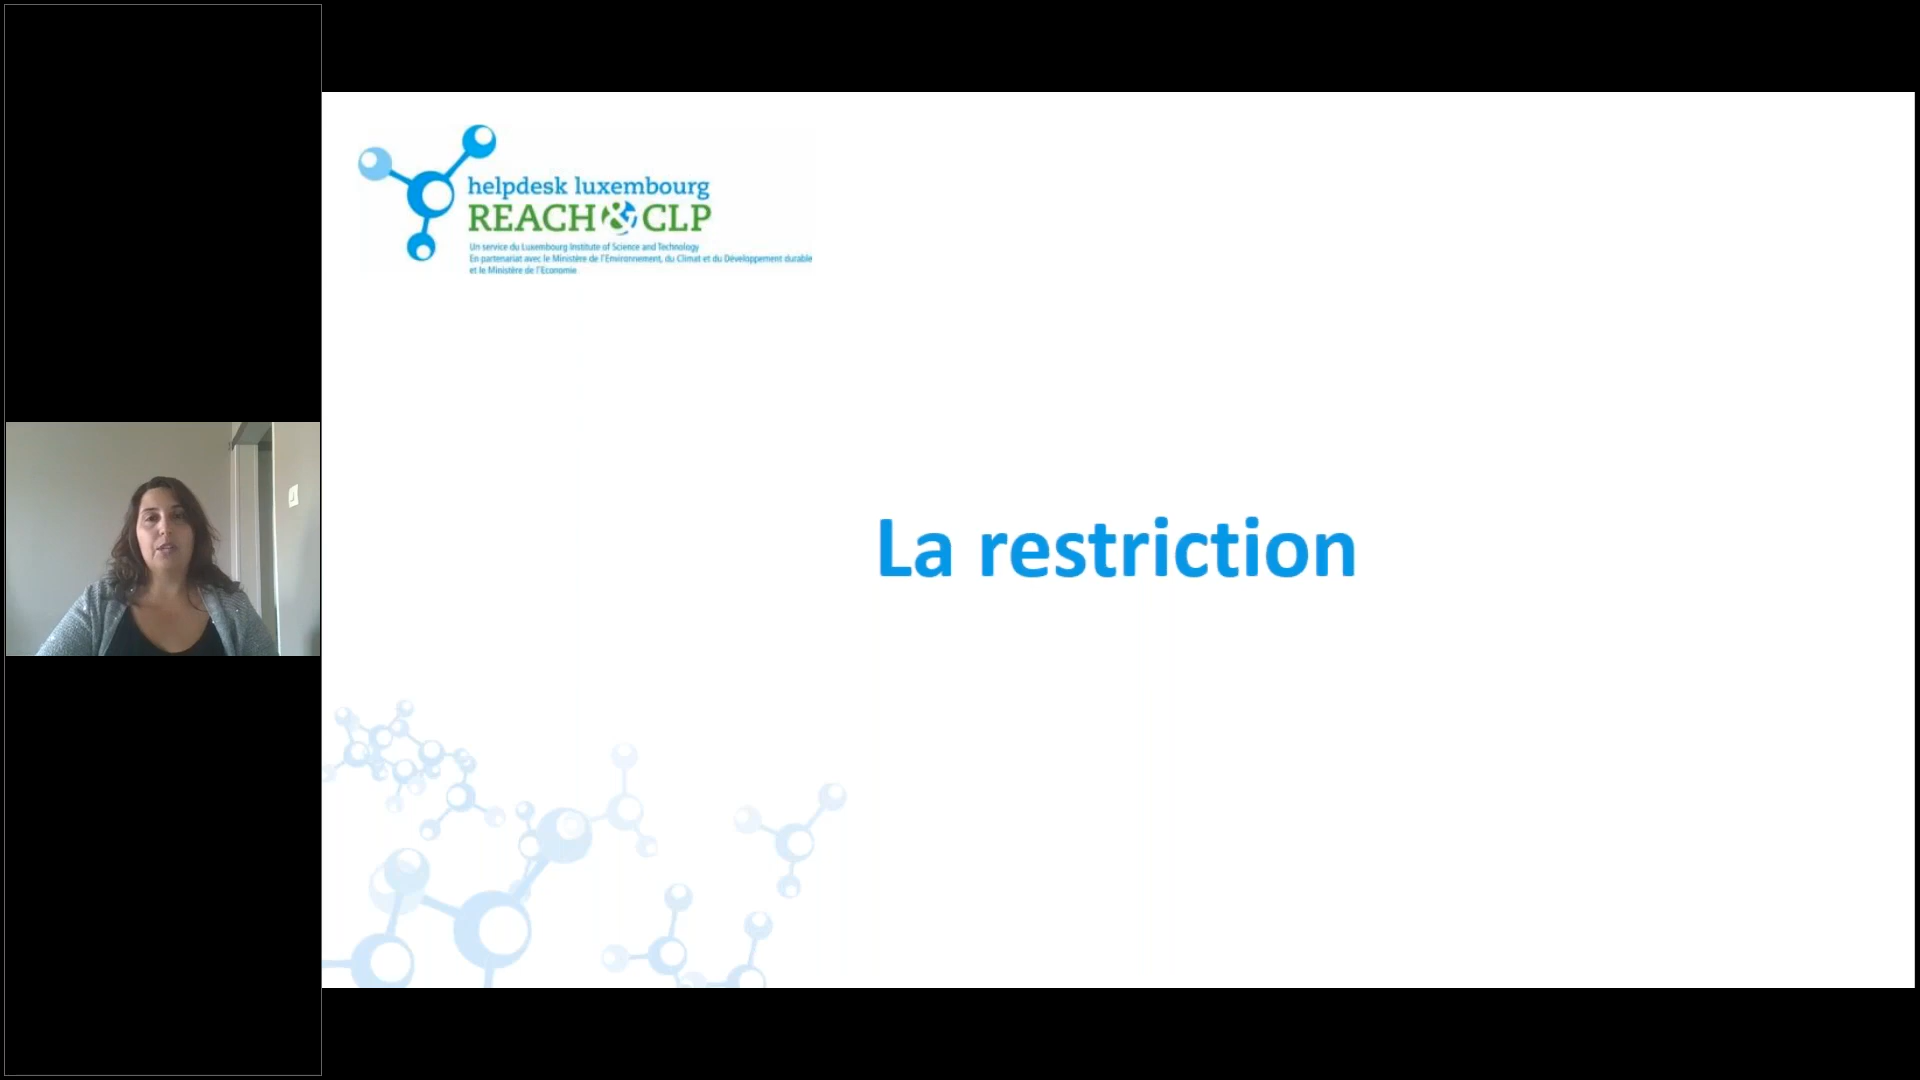 helpdesk luxembourg
REACH&CLP
Un service du Luxembourg Institute of Science and Technology
En partenariat avec le Ministère de l'Environnement, du Climat et du Développement durable
et le Ministère de l'Economie
La restriction